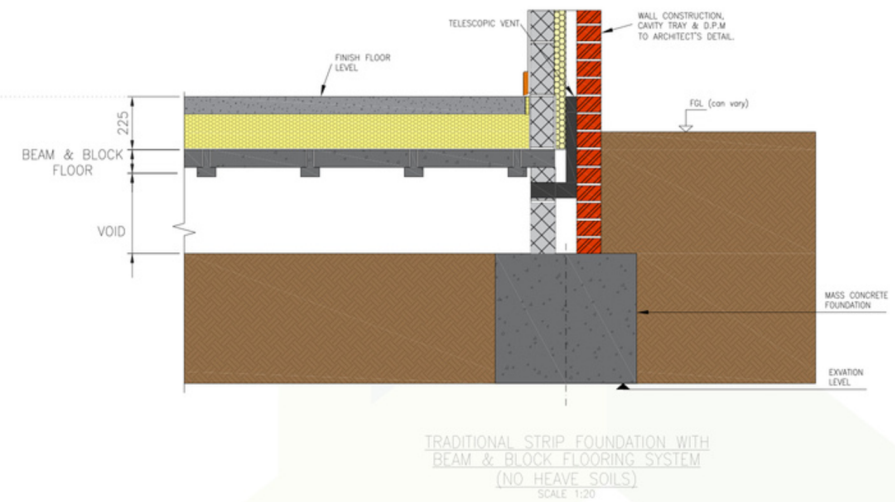 TELESCOPIC VENT
WALL CONSTRUCTION,
CAVITY TRAY & D.P.M
TO ARCHITECT'S DETAIL.
FINISH FLOOR
LEVEL
FGL (can vary)
225
BEAM & BLOCK
FLOOR
VOID
MASS CONCRETE
FOUNDATION
EXVATION
LEVEL
TRADITIONAL STRIP FOUNDATION WITH
BEAM & BLOCK FLOORING SYSTEM
(NO HEAVE SOILS)
SCALE 1:20